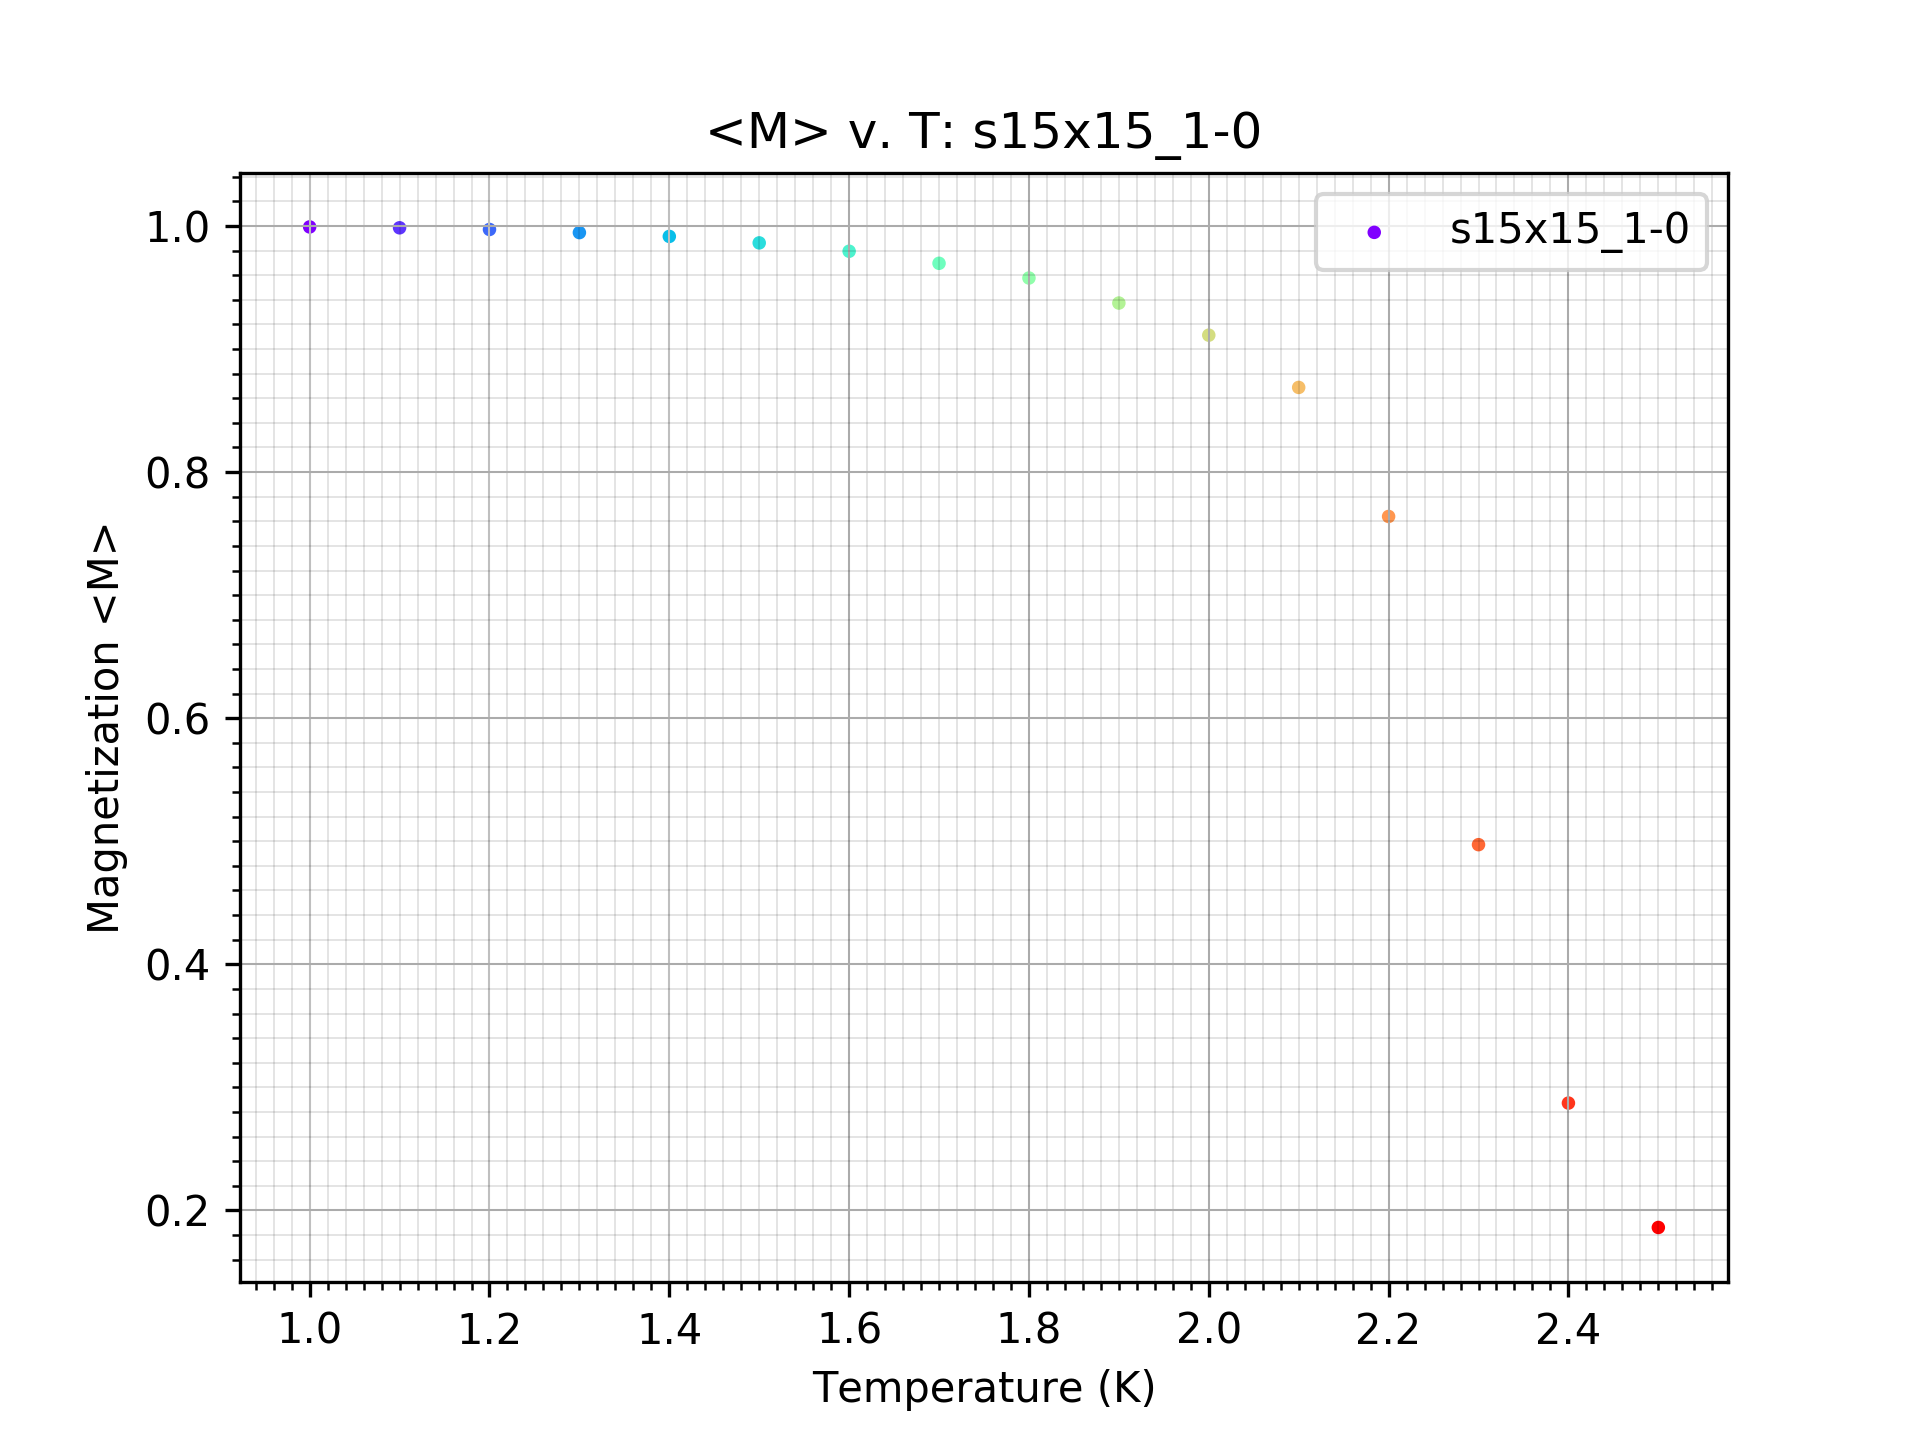 <M> v. T: s15x15_1-0
s15x15_1-0
Magnetization <M>
1.0
0.8
0.6
0.4
0.2
1.0 1.2 1.4 1.6 1.8 2.0 2.2 2.4
Temperature (K)